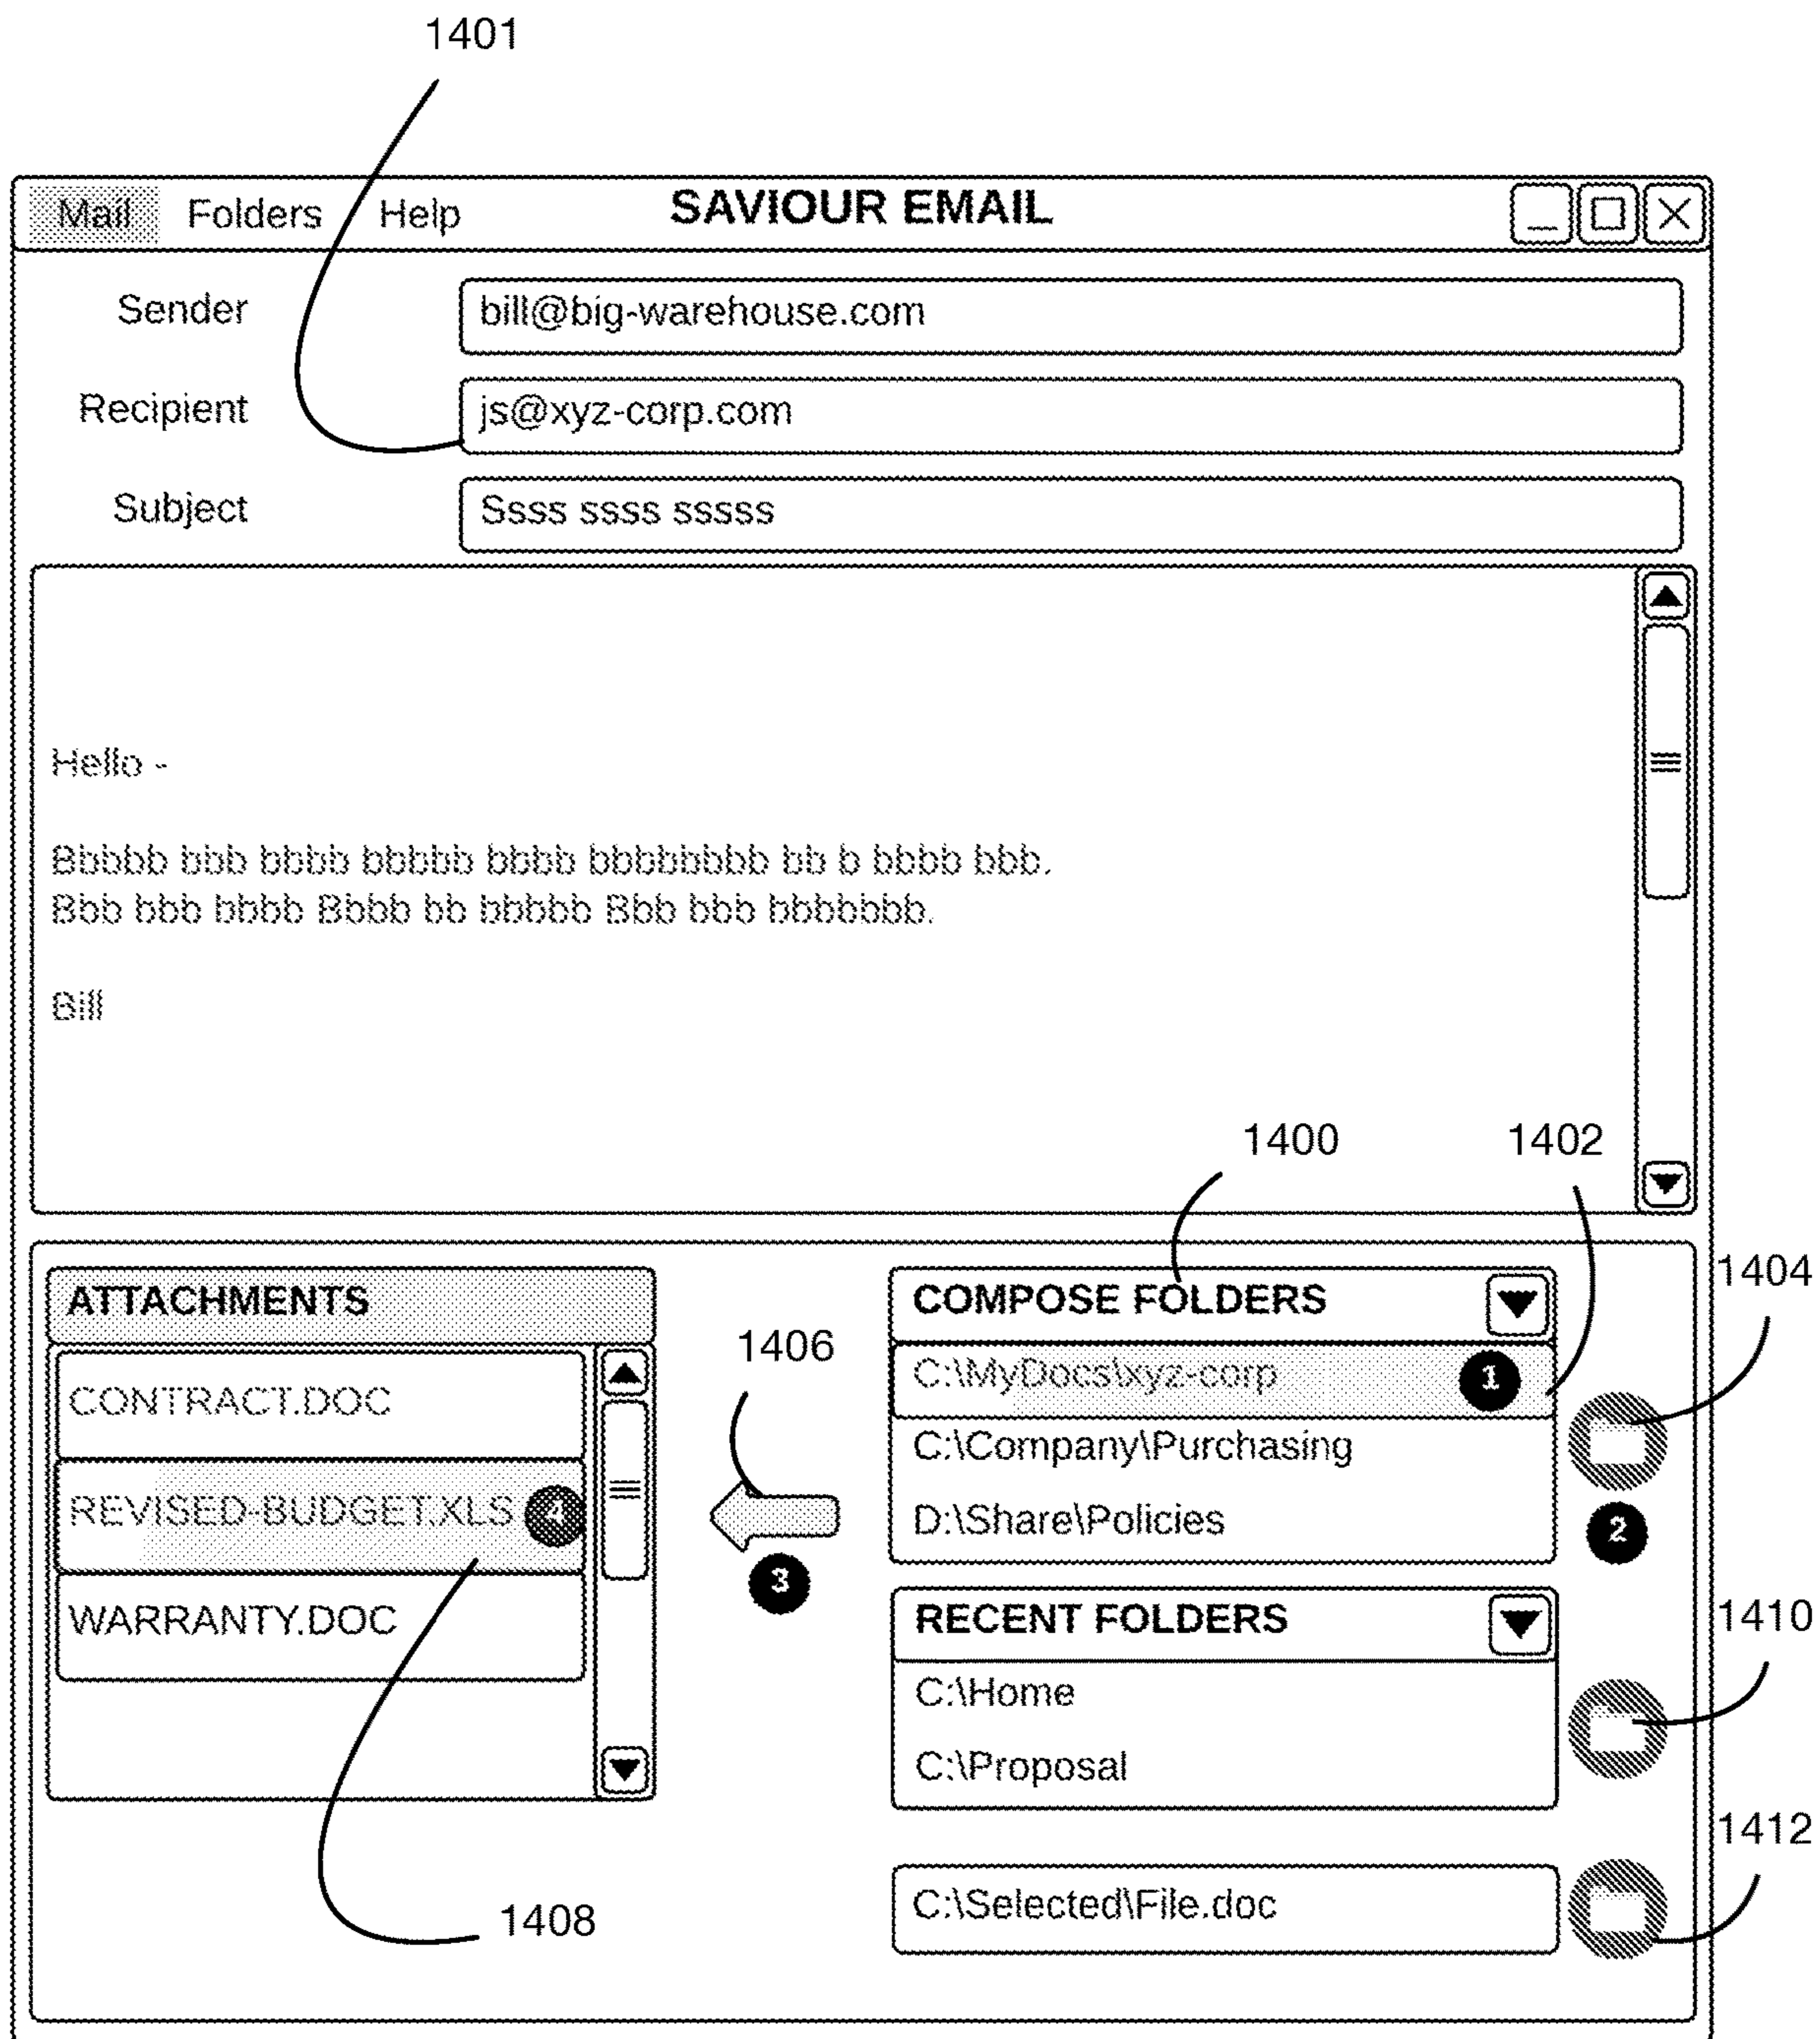 1401
Mail Folders Help SAVIOUR EMAIL
Sender bill@big-warehouse.com
Recipient js@xyz-corp.com
Subject Ssss ssss sssss
Hello -
Bbbbb bbb bbbb bbbbb bbbb bbbbbbbb bb b bbbb bbb.
Bbb bbb bbbb Bbbb bb bbbbb Bbb bbb bbbbbbb.
Bill
1400 1402
1404
ATTACHMENTS
CONTRACT.DOC
REVISED-BUDGET.XLS 4
WARRANTY.DOC
1406
3
COMPOSE FOLDERS
C:\MyDocs\xyz-corp 1
C:\Company\Purchasing
D:\Share\Policies
2
RECENT FOLDERS
C:\Home
C:\Proposal
1410
1412
C:\Selected\File.doc
1408